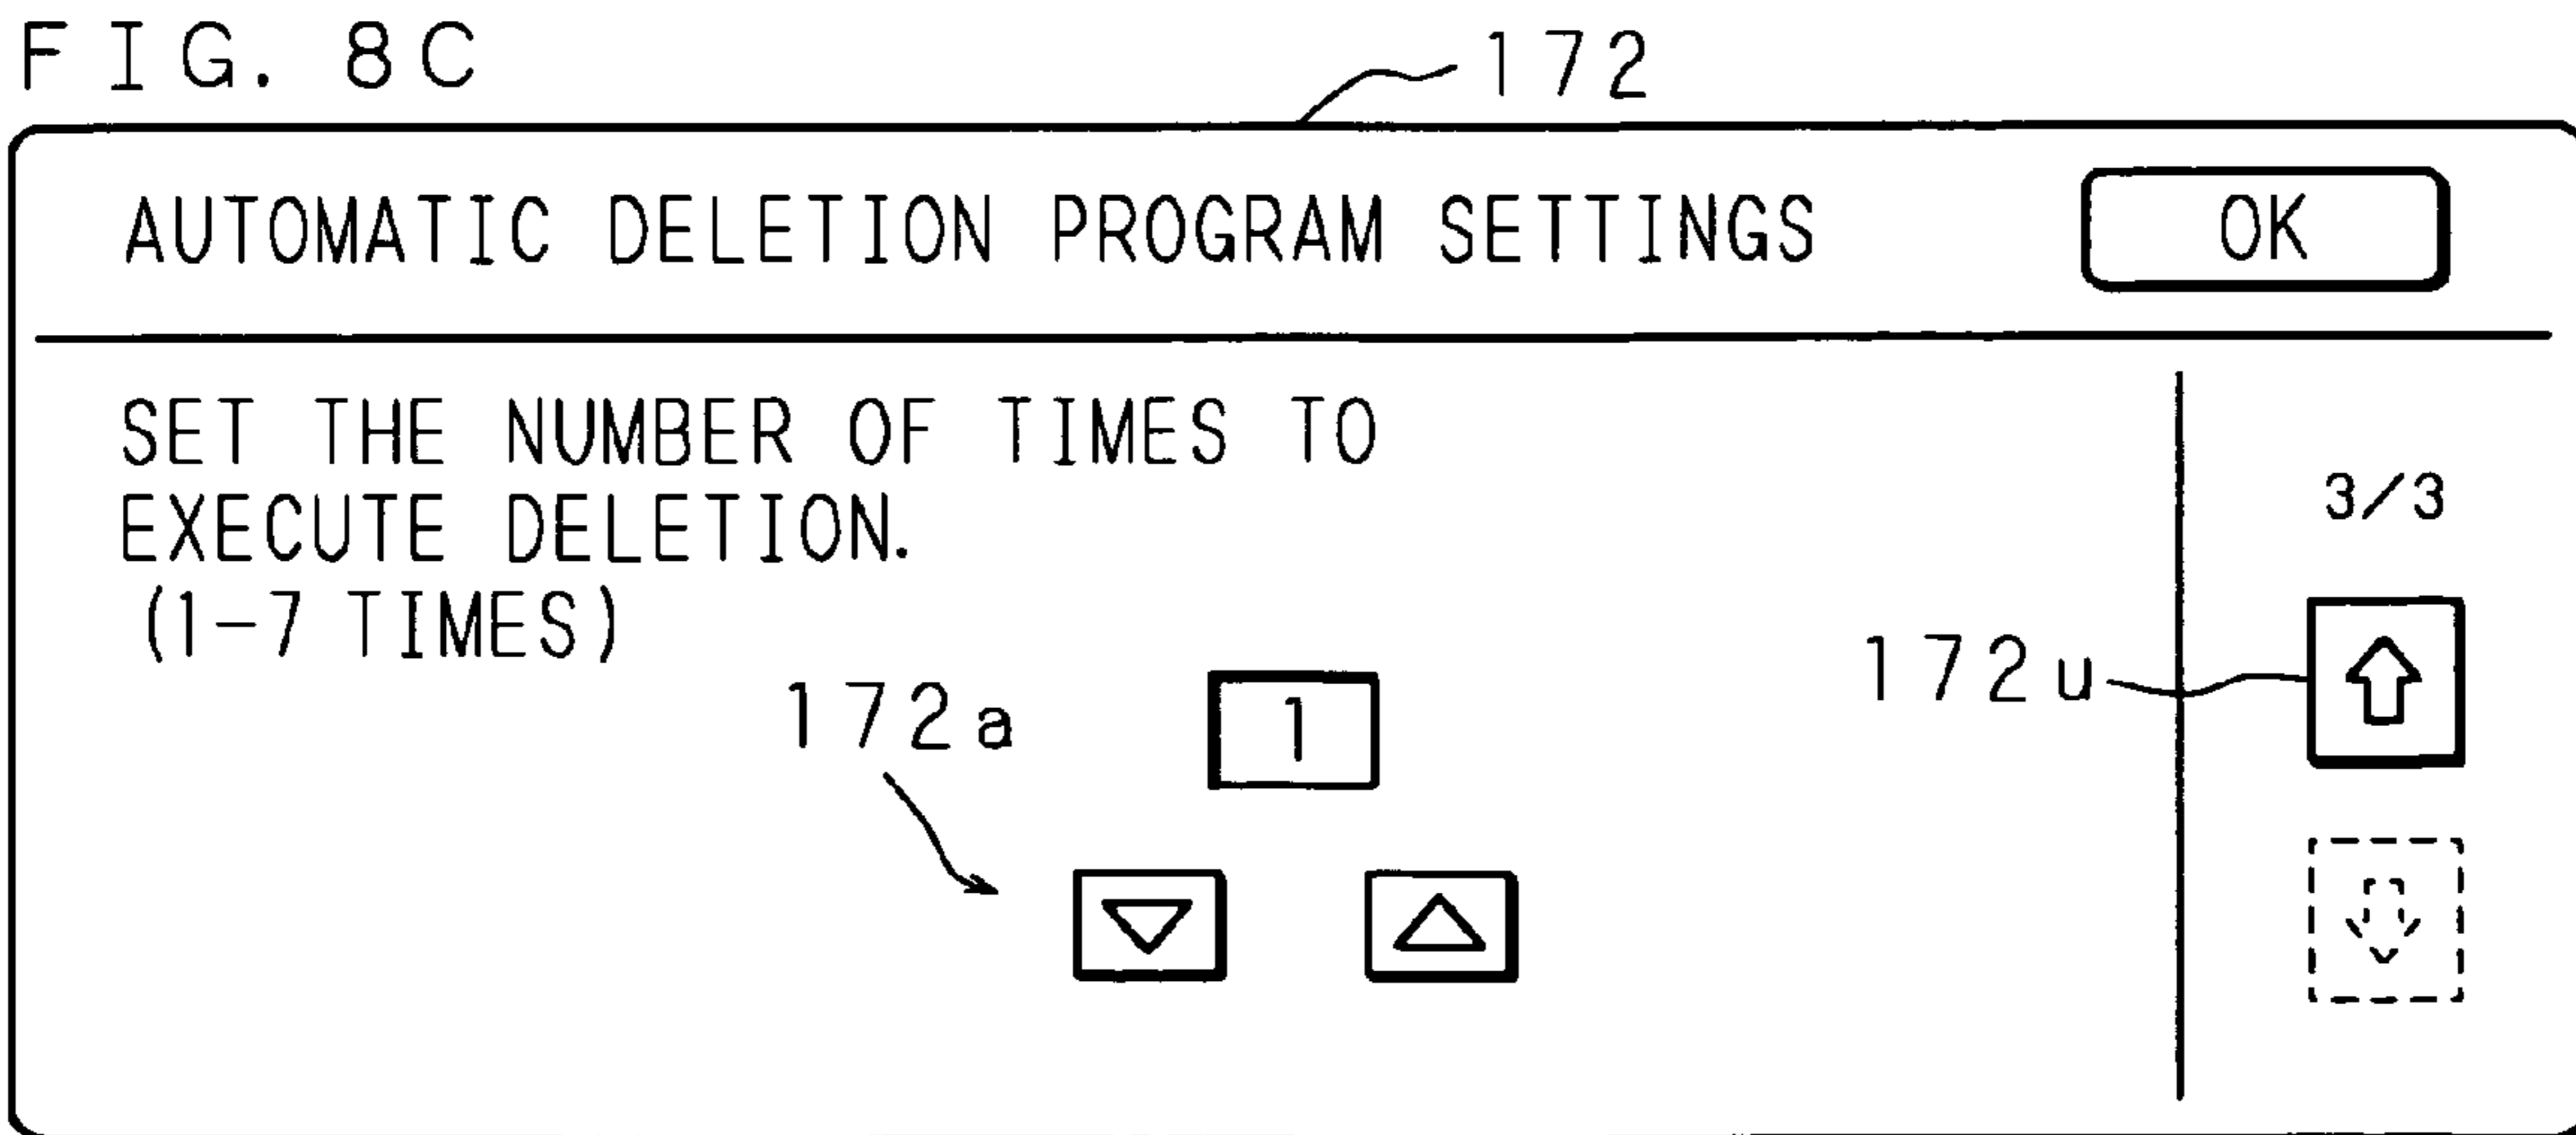 FIG. 8C
172
AUTOMATIC DELETION PROGRAM SETTINGS
OK
SET THE NUMBER OF TIMES TO
EXECUTE DELETION.
(1-7 TIMES)
3/3
172u
172a
1